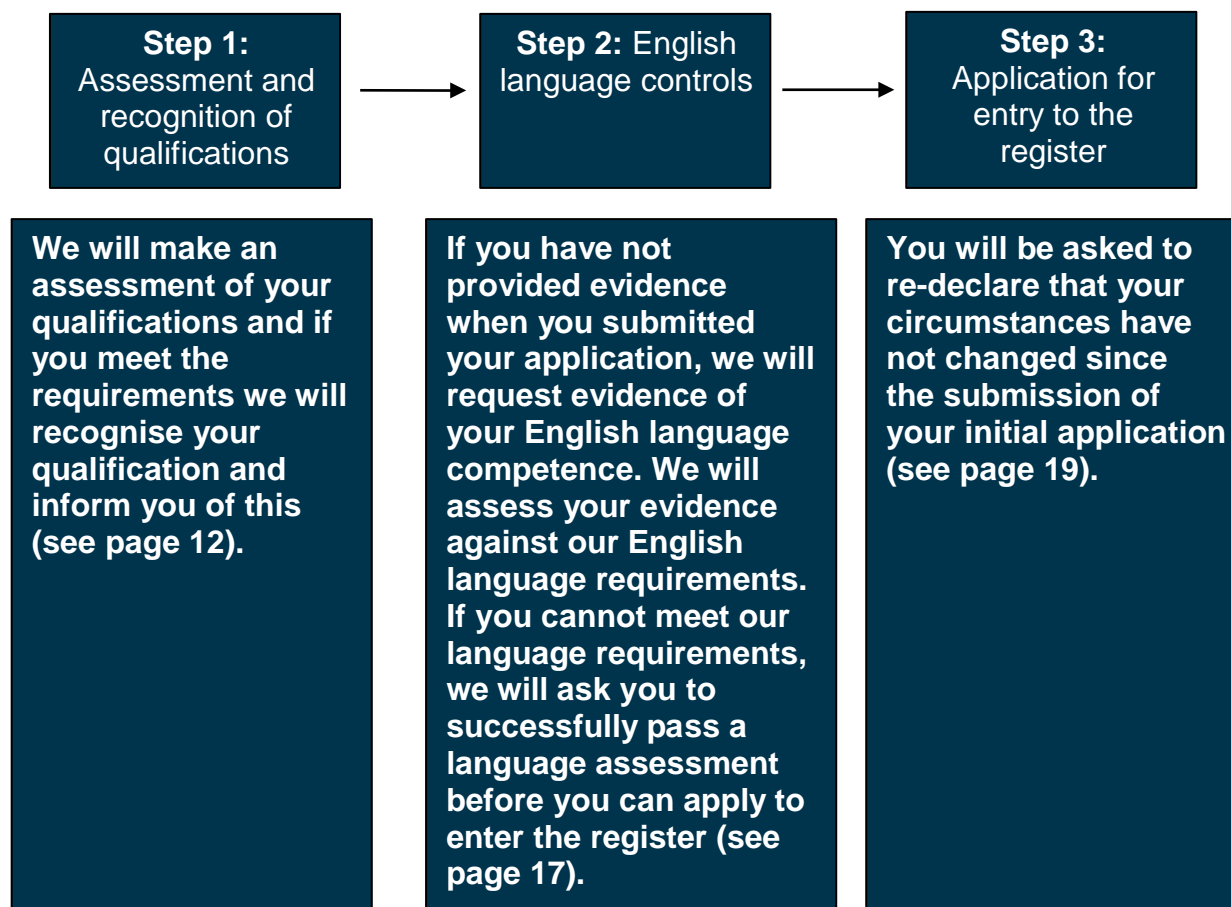 Step 1:
Assessment and
recognition of
qualifications
Step 2: English
language controls
Step 3:
Application for
entry to the
register
We will make an
assessment of your
qualifications and if
you meet the
requirements we will
recognise your
qualification and
inform you of this
(see page 12).
If you have not
provided evidence
when you submitted
your application, we will
request evidence of
your English language
competence. We will
assess your evidence
against our English
language requirements.
If you cannot meet our
language requirements,
we will ask you to
successfully pass a
language assessment
before you can apply to
enter the register (see
page 17).
You will be asked to
re-declare that your
circumstances have
not changed since
the submission of
your initial application
(see page 19).